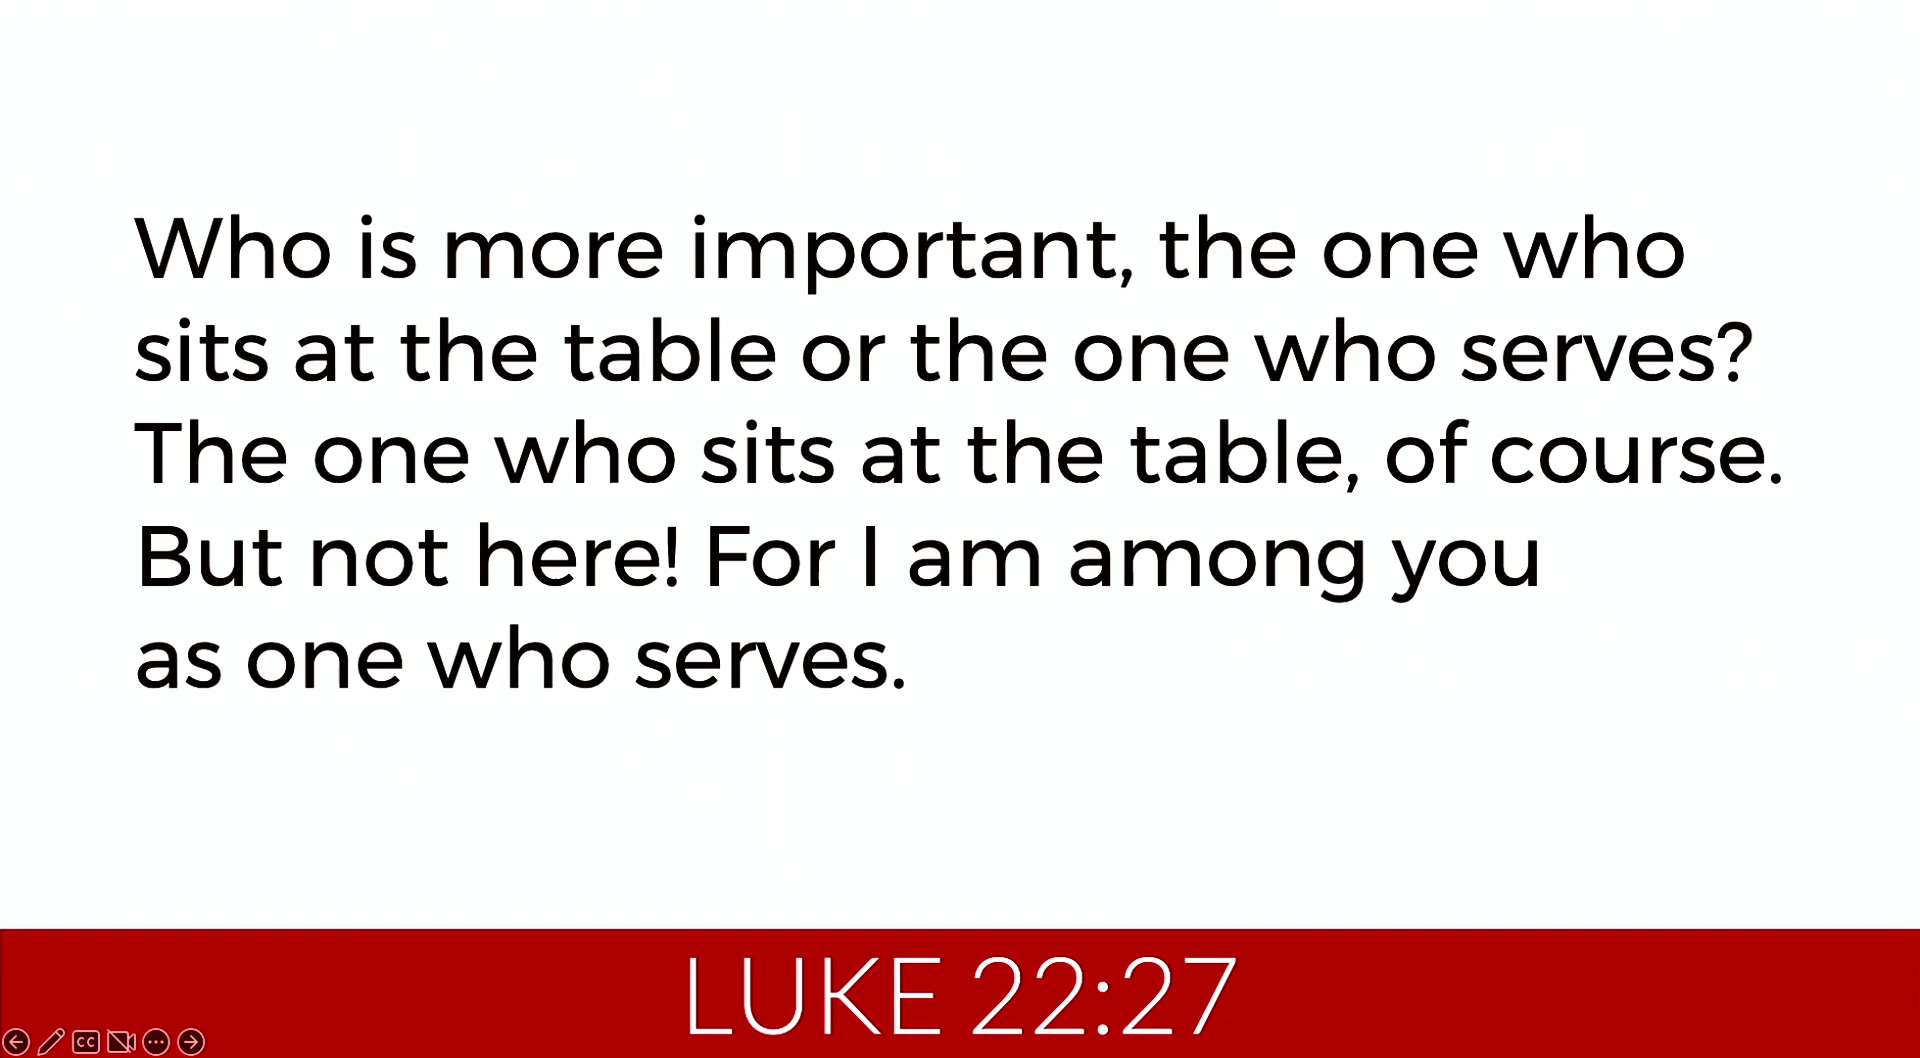 Who is more important, the one who
sits at the table or the one who serves?
The one who sits at the table, of course.
But not here! For I am among you
as one who serves.
LUKE 22:27
CC